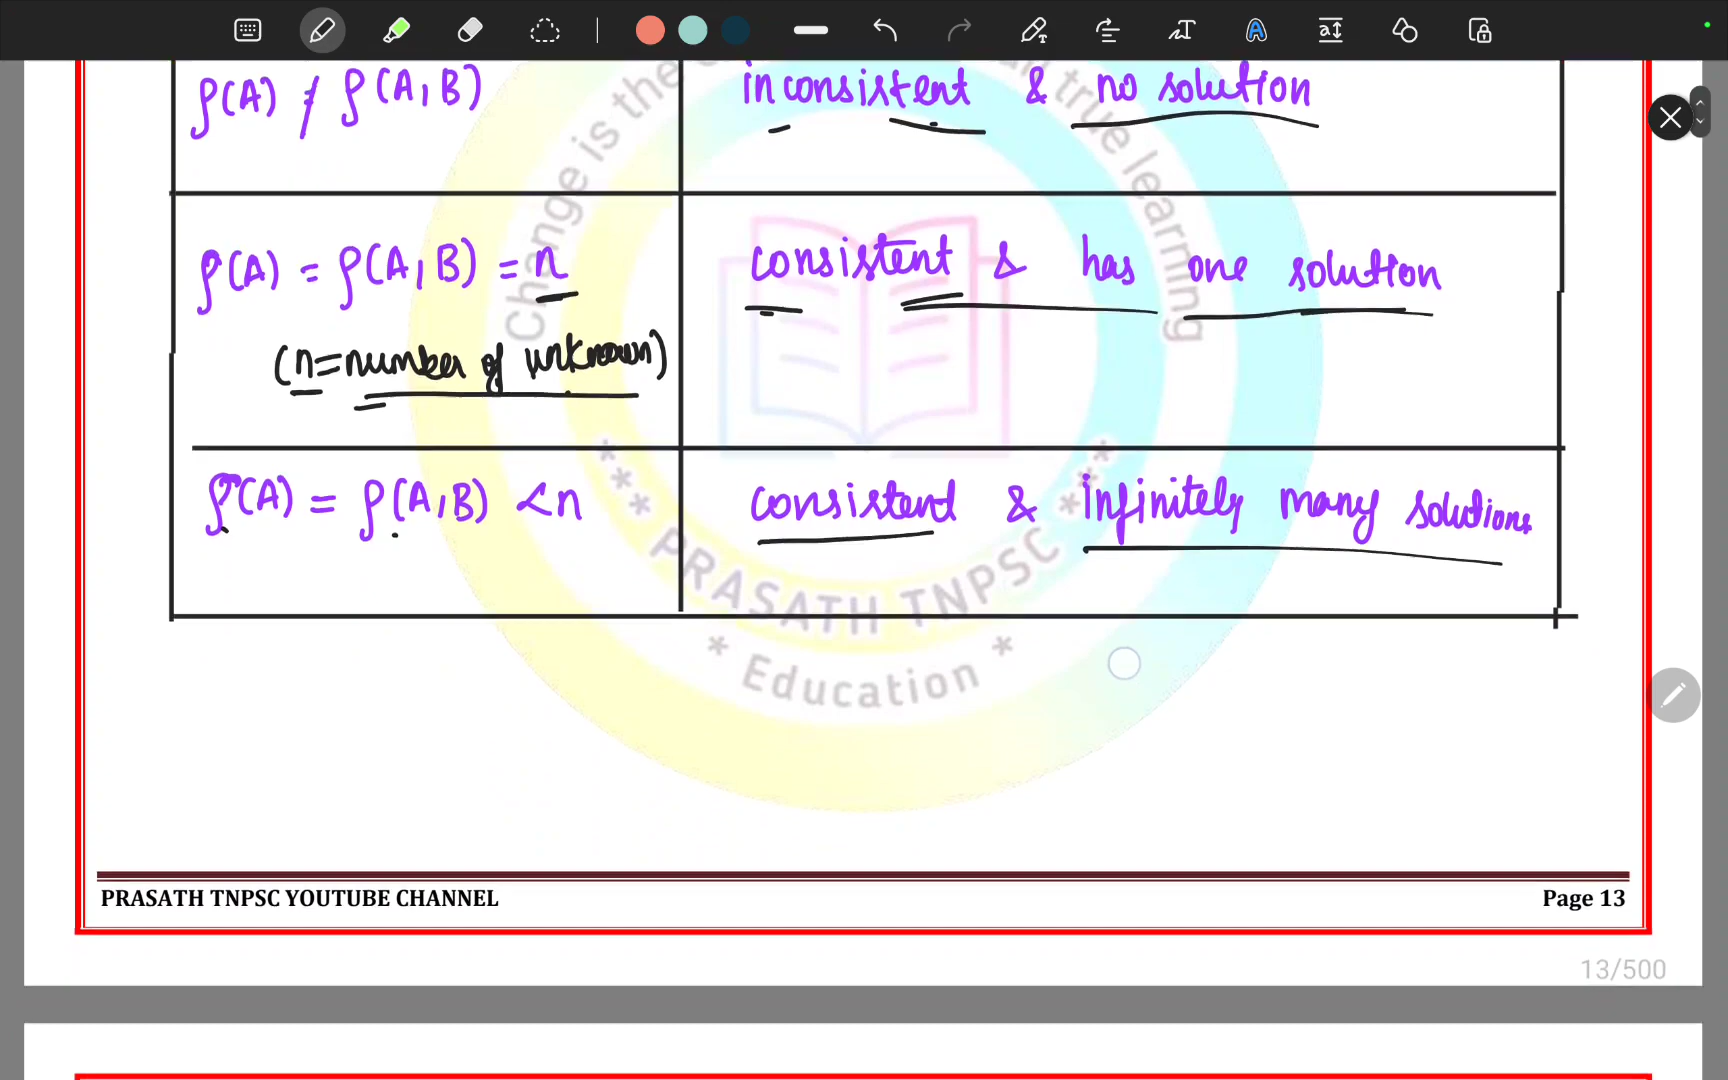 ρ(A) ≠ ρ(A,B)
inconsistent & no solution
ρ(A) = ρ(A,B) = n
(n=number of unknown)
consistent & has one solution
ρ(A) = ρ(A,B) <n
consistent & infinitely many solutions
Change is the
true learning
*** PRASATH TNPSC ***
* Education *
PRASATH TNPSC YOUTUBE CHANNEL
Page 13
13/500